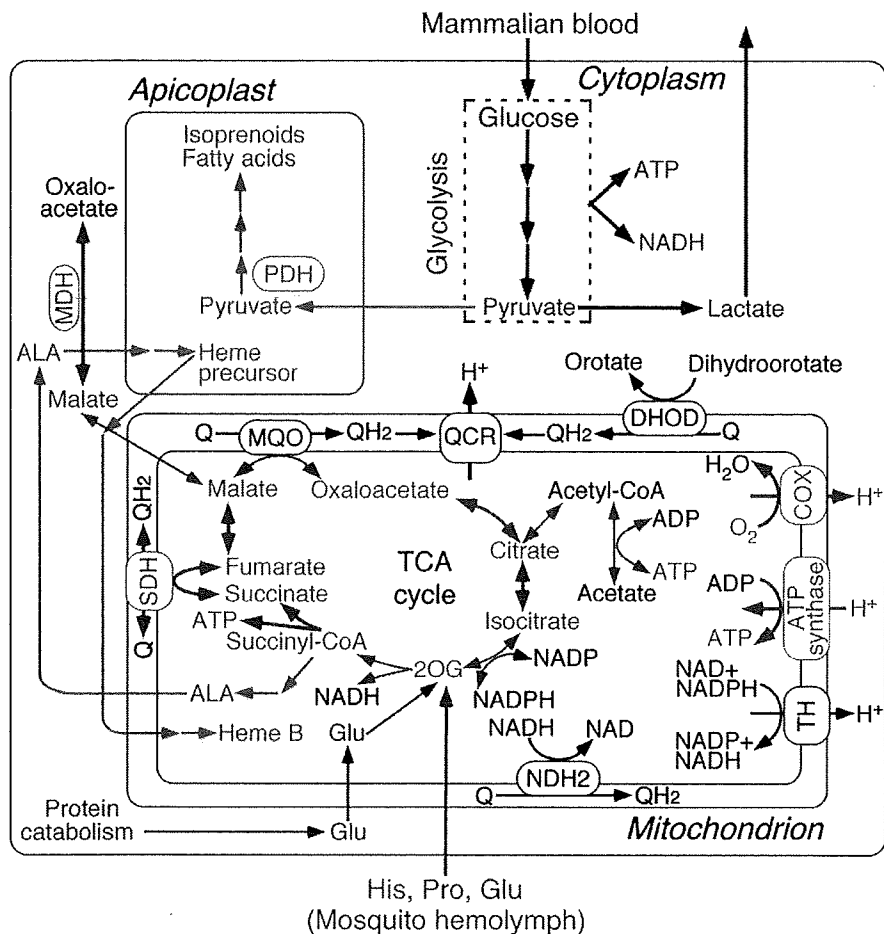 Mammalian blood
Apicoplast
Cytoplasm
Isoprenoids
Fatty acids
Glucose
Glycolysis
ATP
NADH
Oxalo-
acetate
MDH
PDH
Pyruvate
Pyruvate
Lactate
ALA
Heme
precursor
Malate
H+
Orotate
Dihydroorotate
DHOD
Q
MQO
QH2
QCR
QH2
Q
Malate
Oxaloacetate
Acetyl-CoA
H2O
O2
COX
H+
QH2
SDH
Q
Citrate
ADP
ATP
Acetate
Fumarate
Succinate
TCA
cycle
ADP
ATP
ATP
synthase
H+
ATP
Succinyl-CoA
Isocitrate
NADP
2OG
NADPH
NADH
ALA
NAD+
NADPH
TH
H+
NADP+
NADH
Heme B
Glu
NADH
NAD
NDH2
Q
QH2
Protein
catabolism
Glu
Mitochondrion
His, Pro, Glu
(Mosquito hemolymph)